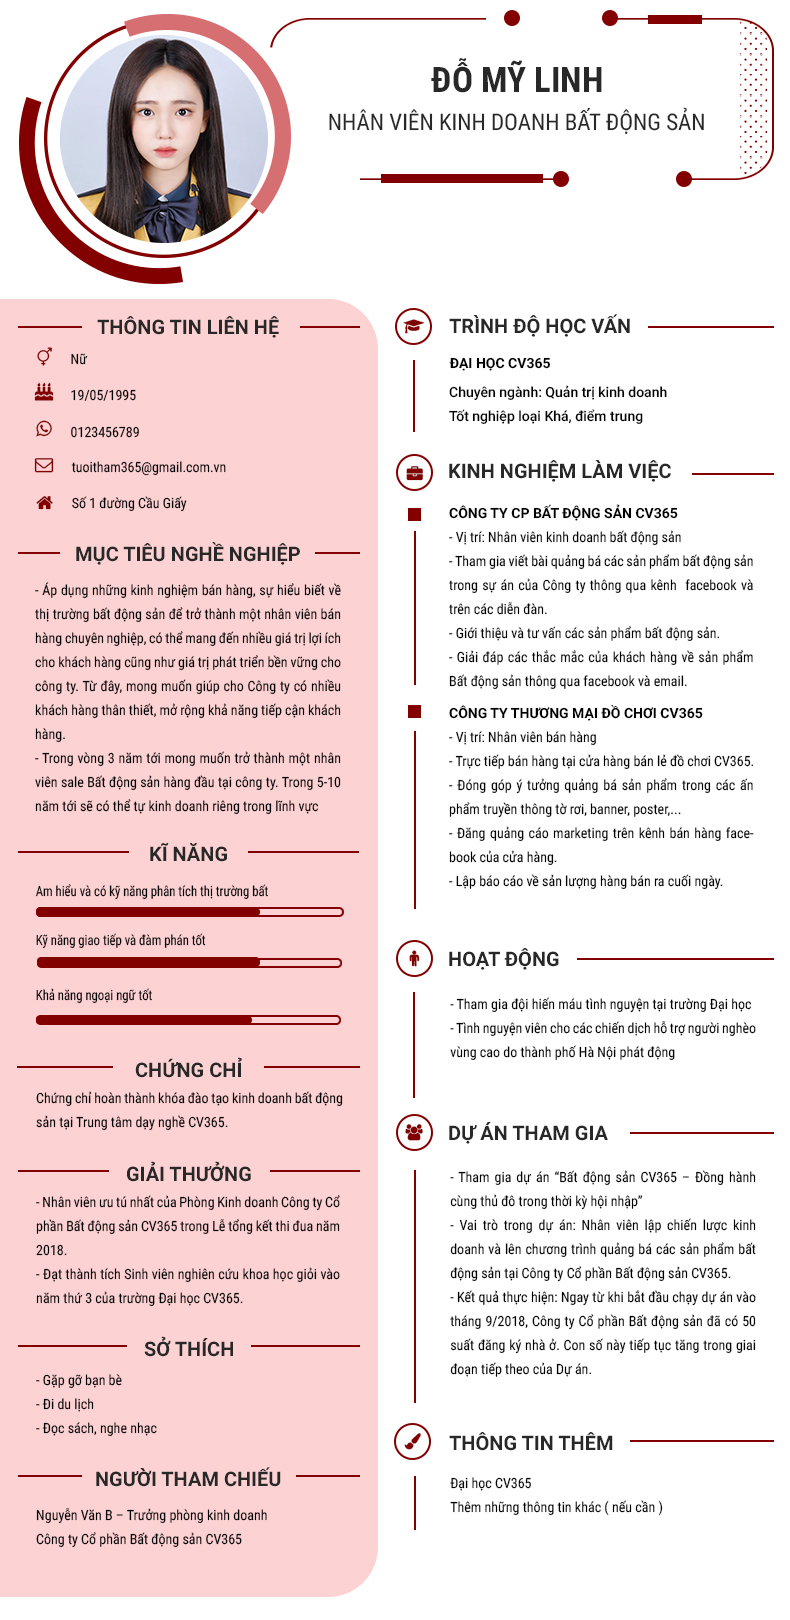 ĐỖ MỸ LINH
NHÂN VIÊN KINH DOANH BẤT ĐỘNG SẢN
THÔNG TIN LIÊN HỆ
Nữ
19/05/1995
0123456789
tuoitham365@gmail.com.vn
Số 1 đường Cầu Giấy
MỤC TIÊU NGHỀ NGHIỆP
- Áp dụng những kinh nghiệm bán hàng, sự hiểu biết về
thị trường bất động sản để trở thành một nhân viên bán
hàng chuyên nghiệp, có thể mang đến nhiều giá trị lợi ích
cho khách hàng cũng như giá trị phát triển bền vững cho
công ty. Từ đây, mong muốn giúp cho Công ty có nhiều
khách hàng thân thiết, mở rộng khả năng tiếp cận khách
hàng.
- Trong vòng 3 năm tới mong muốn trở thành một nhân
viên sale Bất động sản hàng đầu tại công ty. Trong 5-10
năm tới sẽ có thể tự kinh doanh riêng trong lĩnh vực
KĨ NĂNG
Am hiểu và có kỹ năng phân tích thị trường bất
Kỹ năng giao tiếp và đàm phán tốt
Khả năng ngoại ngữ tốt
CHỨNG CHỈ
Chứng chỉ hoàn thành khóa đào tạo kinh doanh bất động
sản tại Trung tâm dạy nghề CV365.
GIẢI THƯỞNG
- Nhân viên ưu tú nhất của Phòng Kinh doanh Công ty Cổ
phần Bất động sản CV365 trong Lễ tổng kết thi đua năm
2018.
- Đạt thành tích Sinh viên nghiên cứu khoa học giỏi vào
năm thứ 3 của trường Đại học CV365.
SỞ THÍCH
- Gặp gỡ bạn bè
- Đi du lịch
- Đọc sách, nghe nhạc
NGƯỜI THAM CHIẾU
Nguyễn Văn B – Trưởng phòng kinh doanh
Công ty Cổ phần Bất động sản CV365
TRÌNH ĐỘ HỌC VẤN
ĐẠI HỌC CV365
Chuyên ngành: Quản trị kinh doanh
Tốt nghiệp loại Khá, điểm trung
KINH NGHIỆM LÀM VIỆC
CÔNG TY CP BẤT ĐỘNG SẢN CV365
- Vị trí: Nhân viên kinh doanh bất động sản
- Tham gia viết bài quảng bá các sản phẩm bất động sản
trong sự án của Công ty thông qua kênh  facebook và
trên các diễn đàn.
- Giới thiệu và tư vấn các sản phẩm bất động sản.
- Giải đáp các thắc mắc của khách hàng về sản phẩm
Bất động sản thông qua facebook và email.
CÔNG TY THƯƠNG MẠI ĐỒ CHƠI CV365
- Vị trí: Nhân viên bán hàng
- Trực tiếp bán hàng tại cửa hàng bán lẻ đồ chơi CV365.
- Đóng góp ý tưởng quảng bá sản phẩm trong các ấn
phẩm truyền thông tờ rơi, banner, poster,...
- Đăng quảng cáo marketing trên kênh bán hàng face-
book của cửa hàng.
- Lập báo cáo về sản lượng hàng bán ra cuối ngày.
HOẠT ĐỘNG
- Tham gia đội hiến máu tình nguyện tại trường Đại học
- Tình nguyện viên cho các chiến dịch hỗ trợ người nghèo
vùng cao do thành phố Hà Nội phát động
DỰ ÁN THAM GIA
- Tham gia dự án “Bất động sản CV365 – Đồng hành
cùng thủ đô trong thời kỳ hội nhập”
- Vai trò trong dự án: Nhân viên lập chiến lược kinh
doanh và lên chương trình quảng bá các sản phẩm bất
động sản tại Công ty Cổ phần Bất động sản CV365.
- Kết quả thực hiện: Ngay từ khi bắt đầu chạy dự án vào
tháng 9/2018, Công ty Cổ phần Bất động sản đã có 50
suất đăng ký nhà ở. Con số này tiếp tục tăng trong giai
đoạn tiếp theo của Dự án.
THÔNG TIN THÊM
Đại học CV365
Thêm những thông tin khác ( nếu cần )